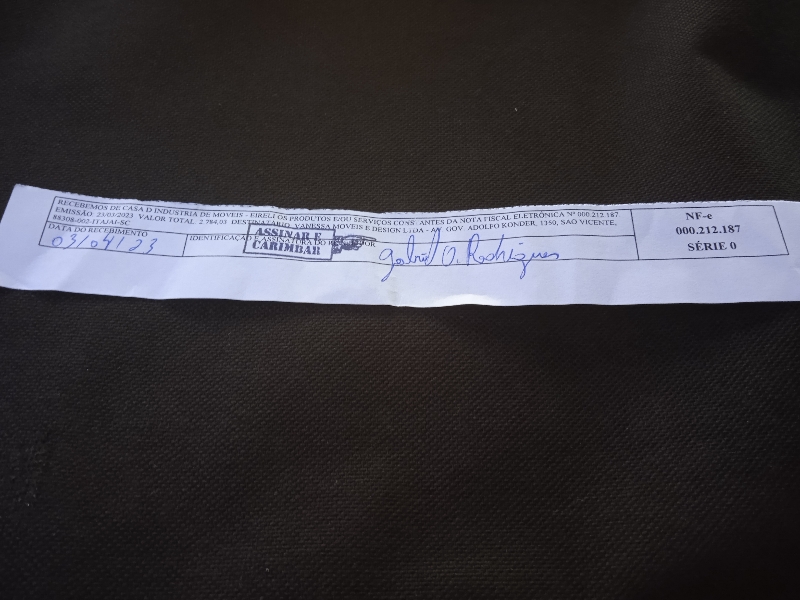 RECEBEMOS DE CASA D INDUSTRIA DE MOVEIS - EIRELI OS PRODUTOS E/OU SERVIÇOS CONSTANTES DA NOTA FISCAL ELETRÔNICA Nº 000.212.187.
EMISSÃO: 23/03/2023 VALOR TOTAL: 2.784,03 DESTINATÁRIO: VANESSA MOVEIS E DESIGN LTDA - AV. GOV. ADOLFO KONDER, 1350, SAO VICENTE,
88308-002-ITAJAI-SC
DATA DO RECEBIMENTO
03/04/23
IDENTIFICAÇÃO E ASSINATURA DO RECEBEDOR
ASSINAR E
CARIMBAR
Gabriel O. Rodrigues
NF-e
000.212.187
SÉRIE 0